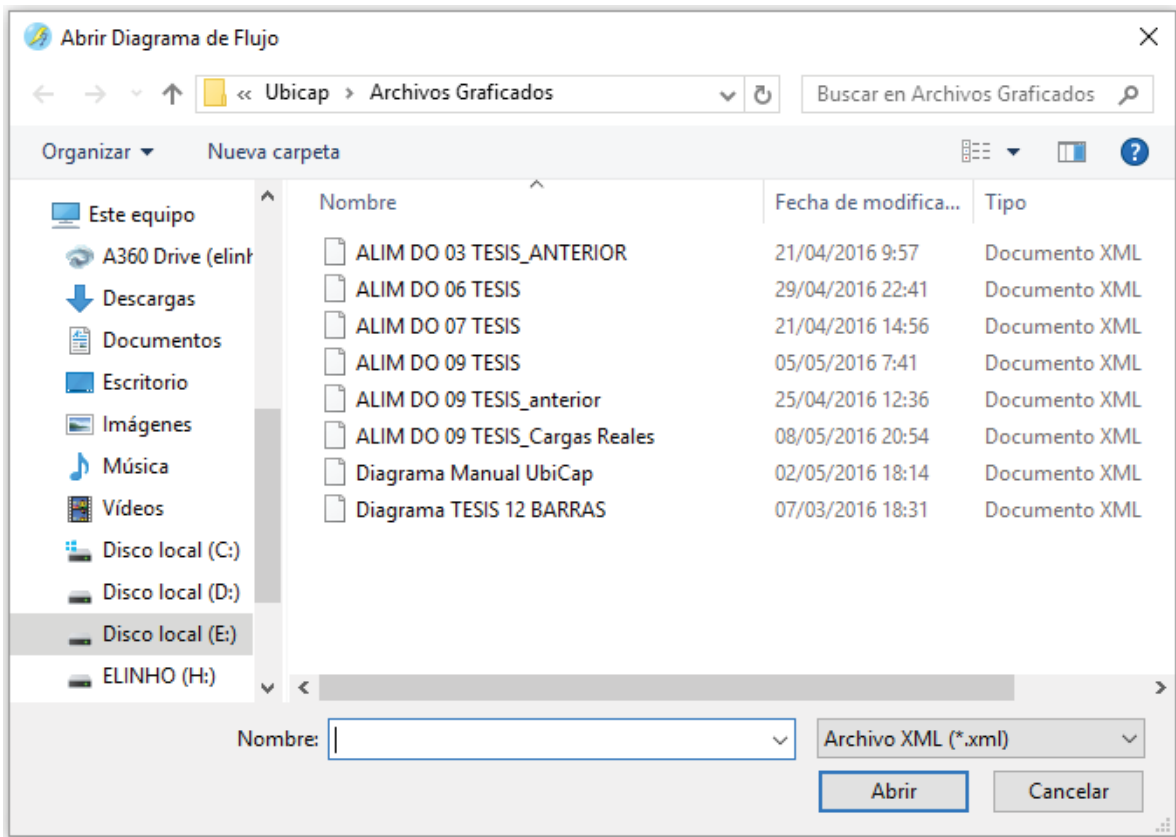 Abrir Diagrama de Flujo
« Ubicap > Archivos Graficados
Buscar en Archivos Graficados
Organizar
Nueva carpeta
?
Este equipo
A360 Drive (elinh
Descargas
Documentos
Escritorio
Imágenes
Música
Vídeos
Disco local (C:)
Disco local (D:)
Disco local (E:)
ELINHO (H:)
Nombre Fecha de modifica... Tipo
ALIM DO 03 TESIS_ANTERIOR 21/04/2016 9:57 Documento XML
ALIM DO 06 TESIS 29/04/2016 22:41 Documento XML
ALIM DO 07 TESIS 21/04/2016 14:56 Documento XML
ALIM DO 09 TESIS 05/05/2016 7:41 Documento XML
ALIM DO 09 TESIS_anterior 25/04/2016 12:36 Documento XML
ALIM DO 09 TESIS_Cargas Reales 08/05/2016 20:54 Documento XML
Diagrama Manual UbiCap 02/05/2016 18:14 Documento XML
Diagrama TESIS 12 BARRAS 07/03/2016 18:31 Documento XML
Nombre:
Archivo XML (*.xml)
Abrir
Cancelar